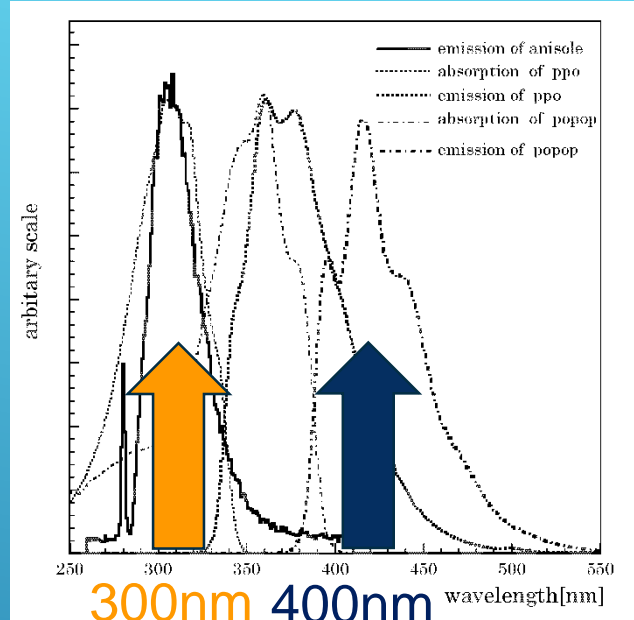 emission of anisole
absorption of ppo
emission of ppo
absorption of popop
emission of popop
arbitary scale
250 300 350 400 450 500 550
300nm 400nm wavelength[nm]